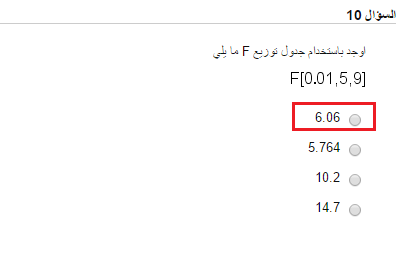 السؤال 10
اوجد باستخدام جدول توزيع F ما يلي
F[0.01,5,9]
6.06
5.764
10.2
14.7